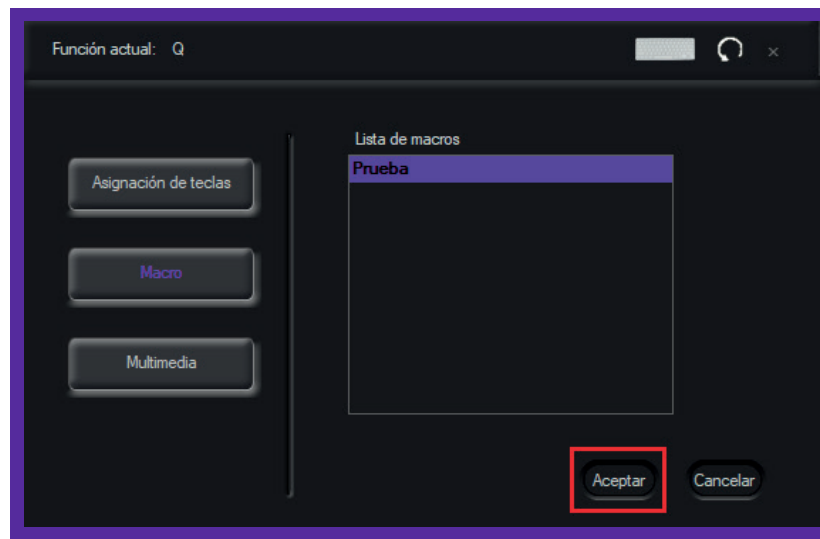 Función actual: Q
Lista de macros
Prueba
Asignación de teclas
Macro
Multimedia
Aceptar
Cancelar